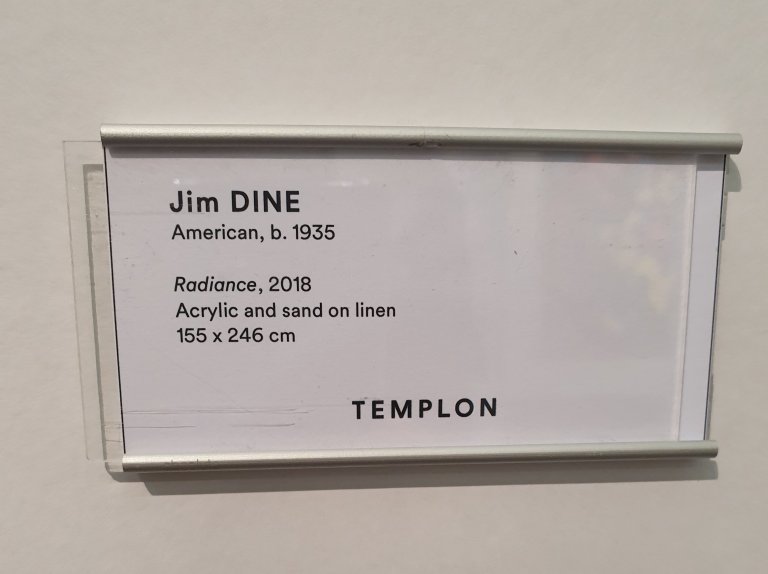 Jim DINE
American, b. 1935
Radiance, 2018
Acrylic and sand on linen
155 x 246 cm
TEMPLON